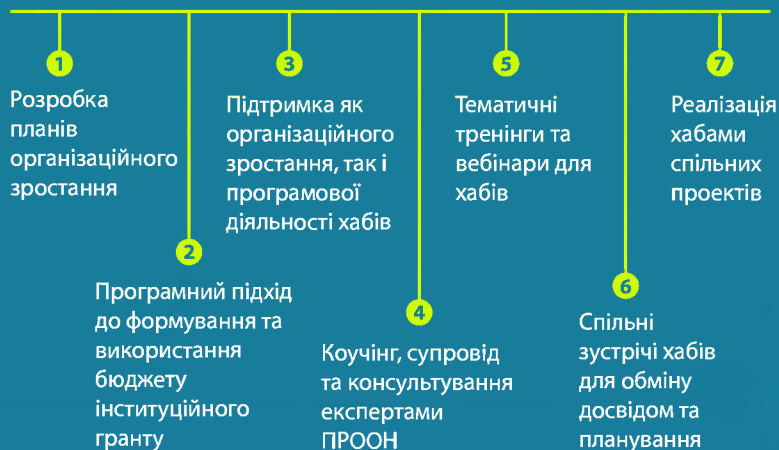 1
Розробка
планів
організаційного
зростання
2
Програмний підхід
до формування та
використання
бюджету
інституційного
гранту
3
Підтримка як
організаційного
зростання, так і
програмової
діяльності хабів
4
Коучінг, супровід
та консультування
експертами
ПРООН
5
Тематичні
тренінги та
вебінари для
хабів
6
Спільні
зустрічі хабів
для обміну
досвідом та
планування
7
Реалізація
хабами
спільних
проектів